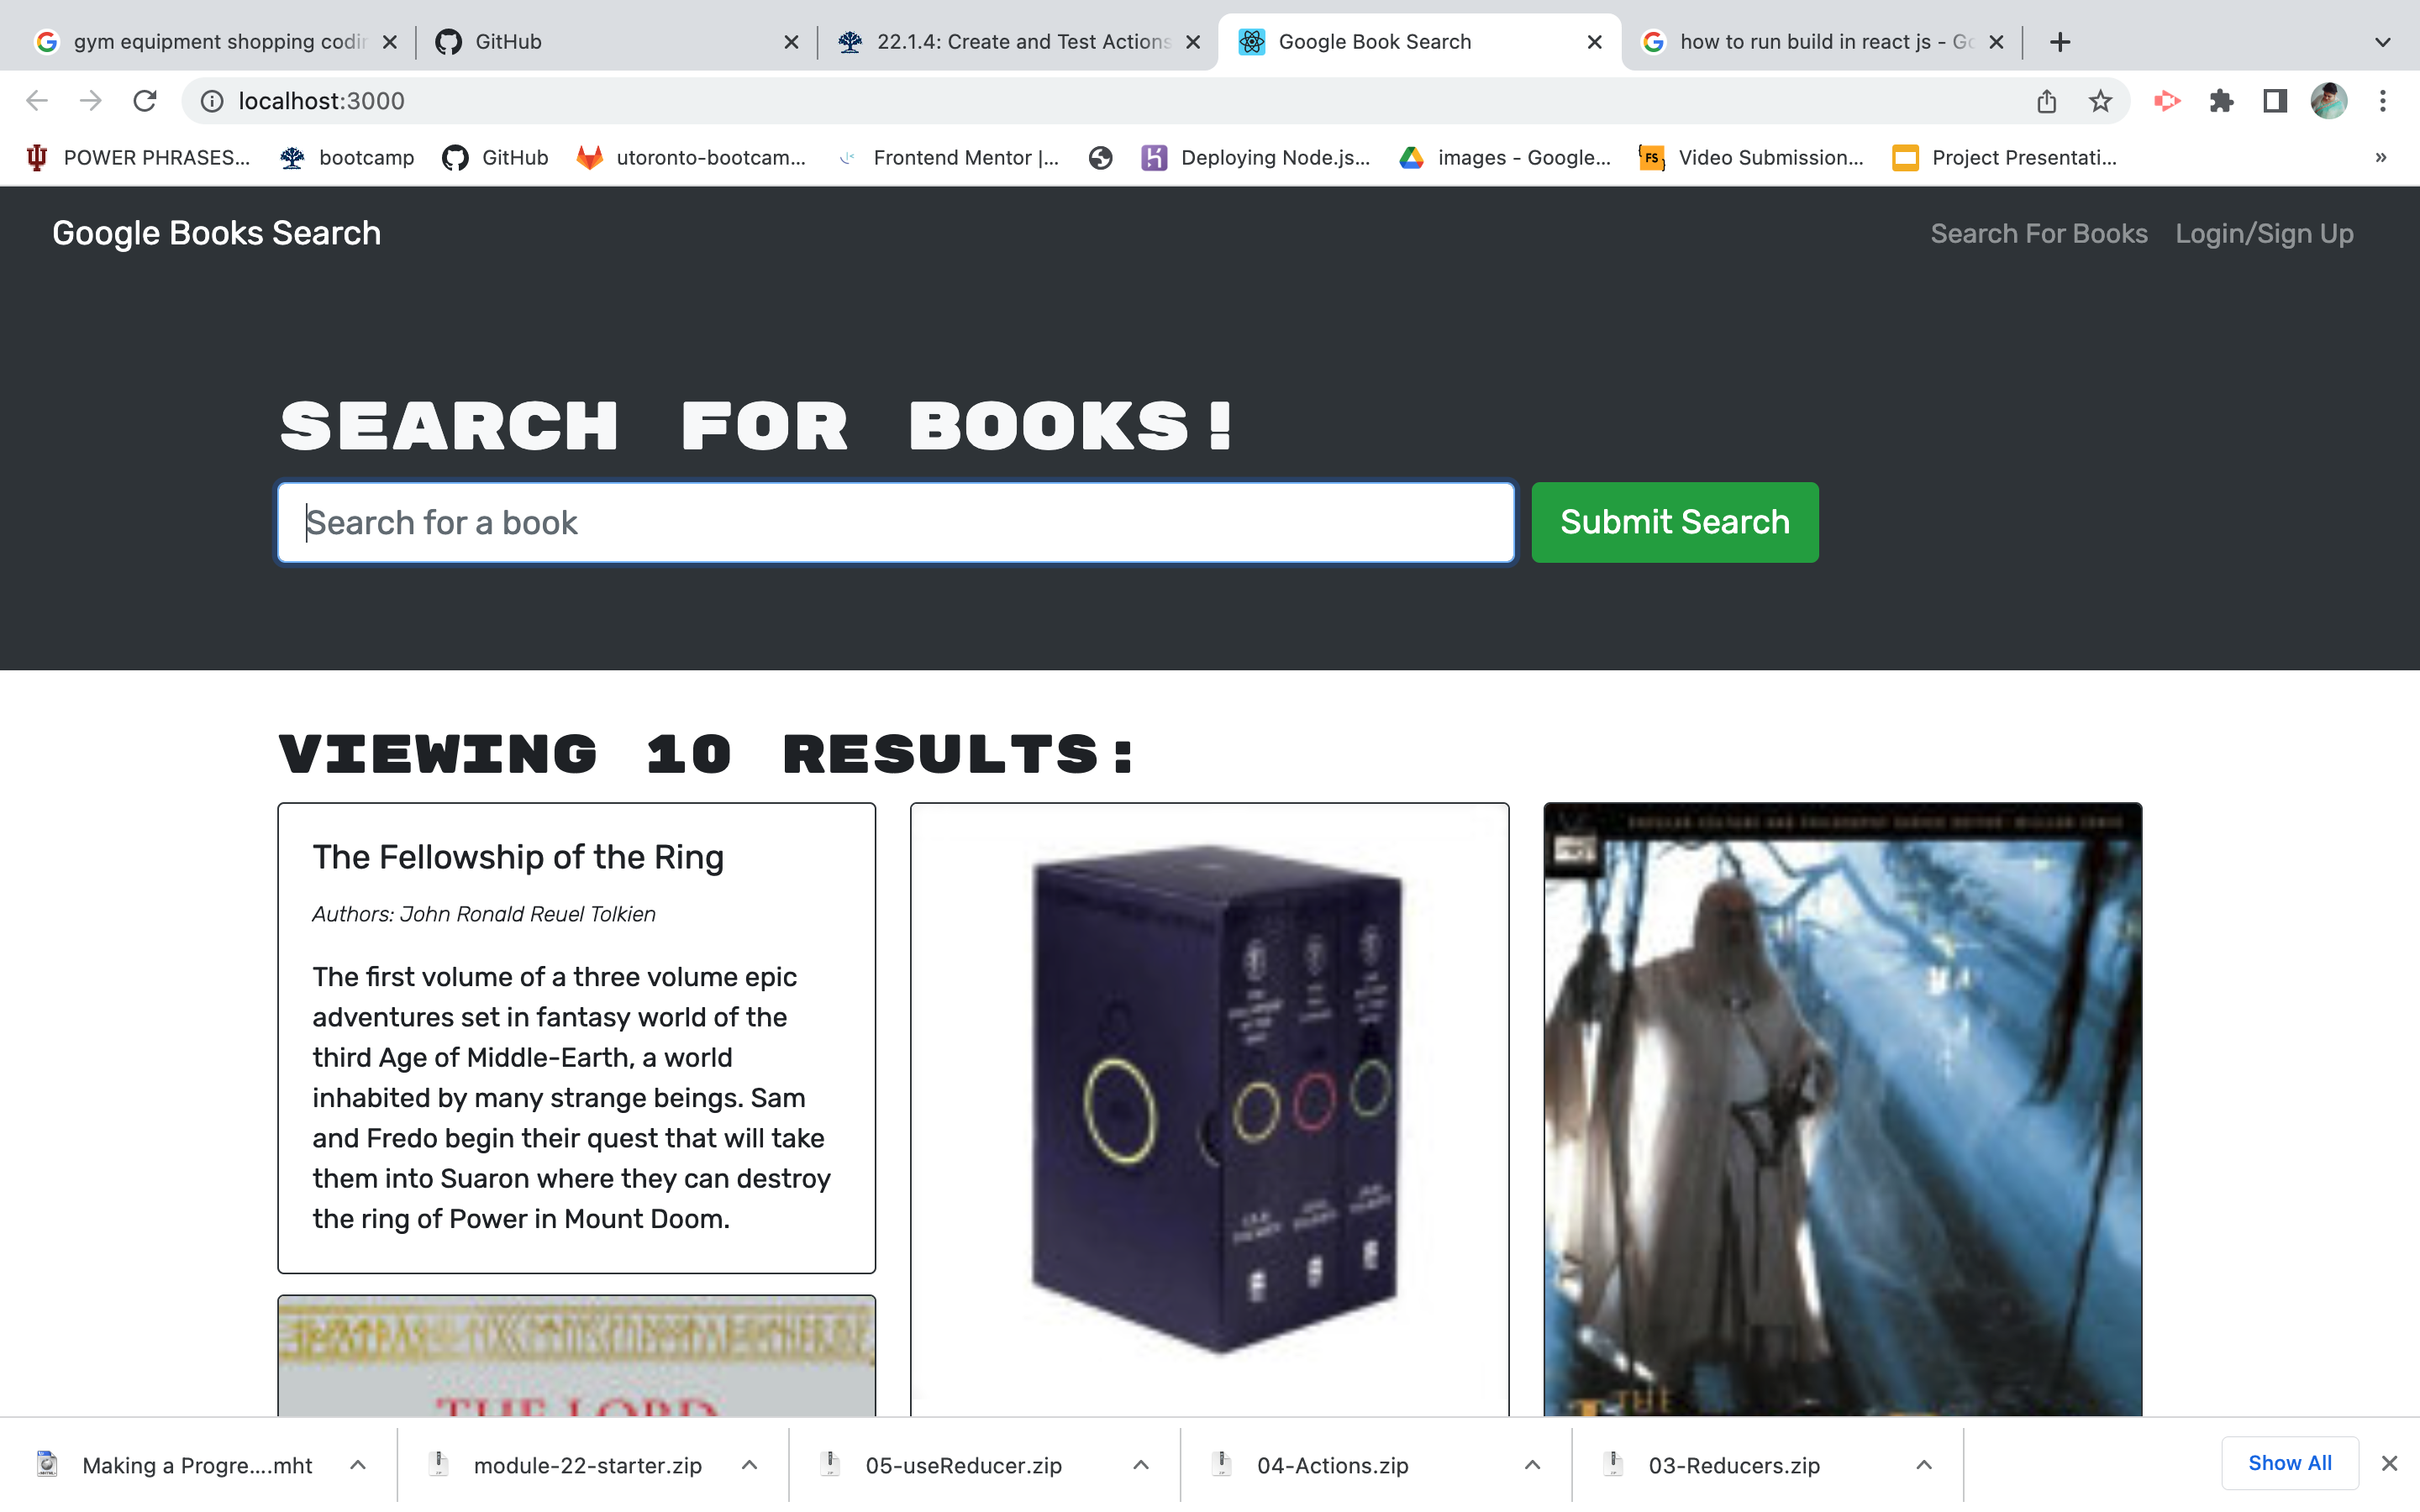 gym equipment shopping codin
GitHub
22.1.4: Create and Test Actions
Google Book Search
how to run build in react js - Go
localhost:3000
POWER PHRASES...
bootcamp
GitHub
utoronto-bootcam...
Frontend Mentor |...
Deploying Node.js...
images - Google...
FS
Video Submission...
Project Presentati...
»
Google Books Search
Search For Books
Login/Sign Up
SEARCH FOR BOOKS!
Search for a book
Submit Search
VIEWING 10 RESULTS:
The Fellowship of the Ring
Authors: John Ronald Reuel Tolkien
The first volume of a three volume epic
adventures set in fantasy world of the
third Age of Middle-Earth, a world
inhabited by many strange beings. Sam
and Fredo begin their quest that will take
them into Suaron where they can destroy
the ring of Power in Mount Doom.
THE LORD
THE
Making a Progre....mht
module-22-starter.zip
05-useReducer.zip
04-Actions.zip
03-Reducers.zip
Show All